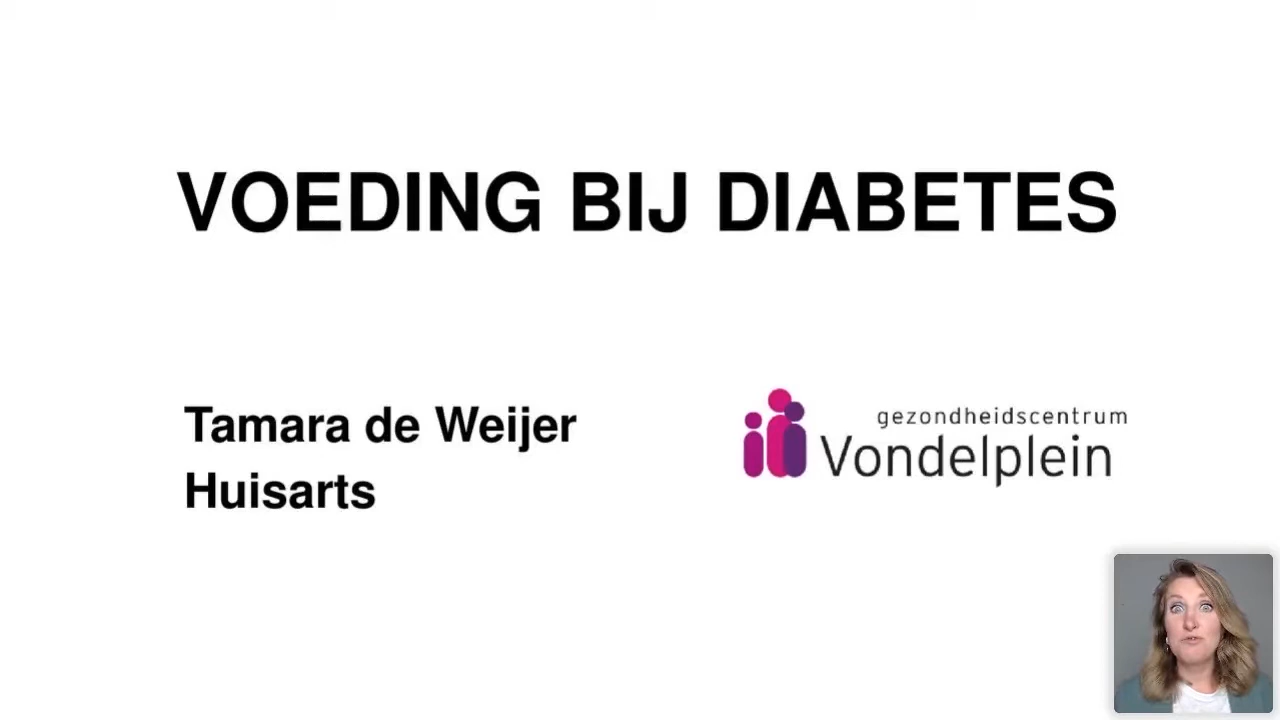 VOEDING BIJ DIABETES
Tamara de Weijer
Huisarts
gezondheidscentrum
Vondelplein